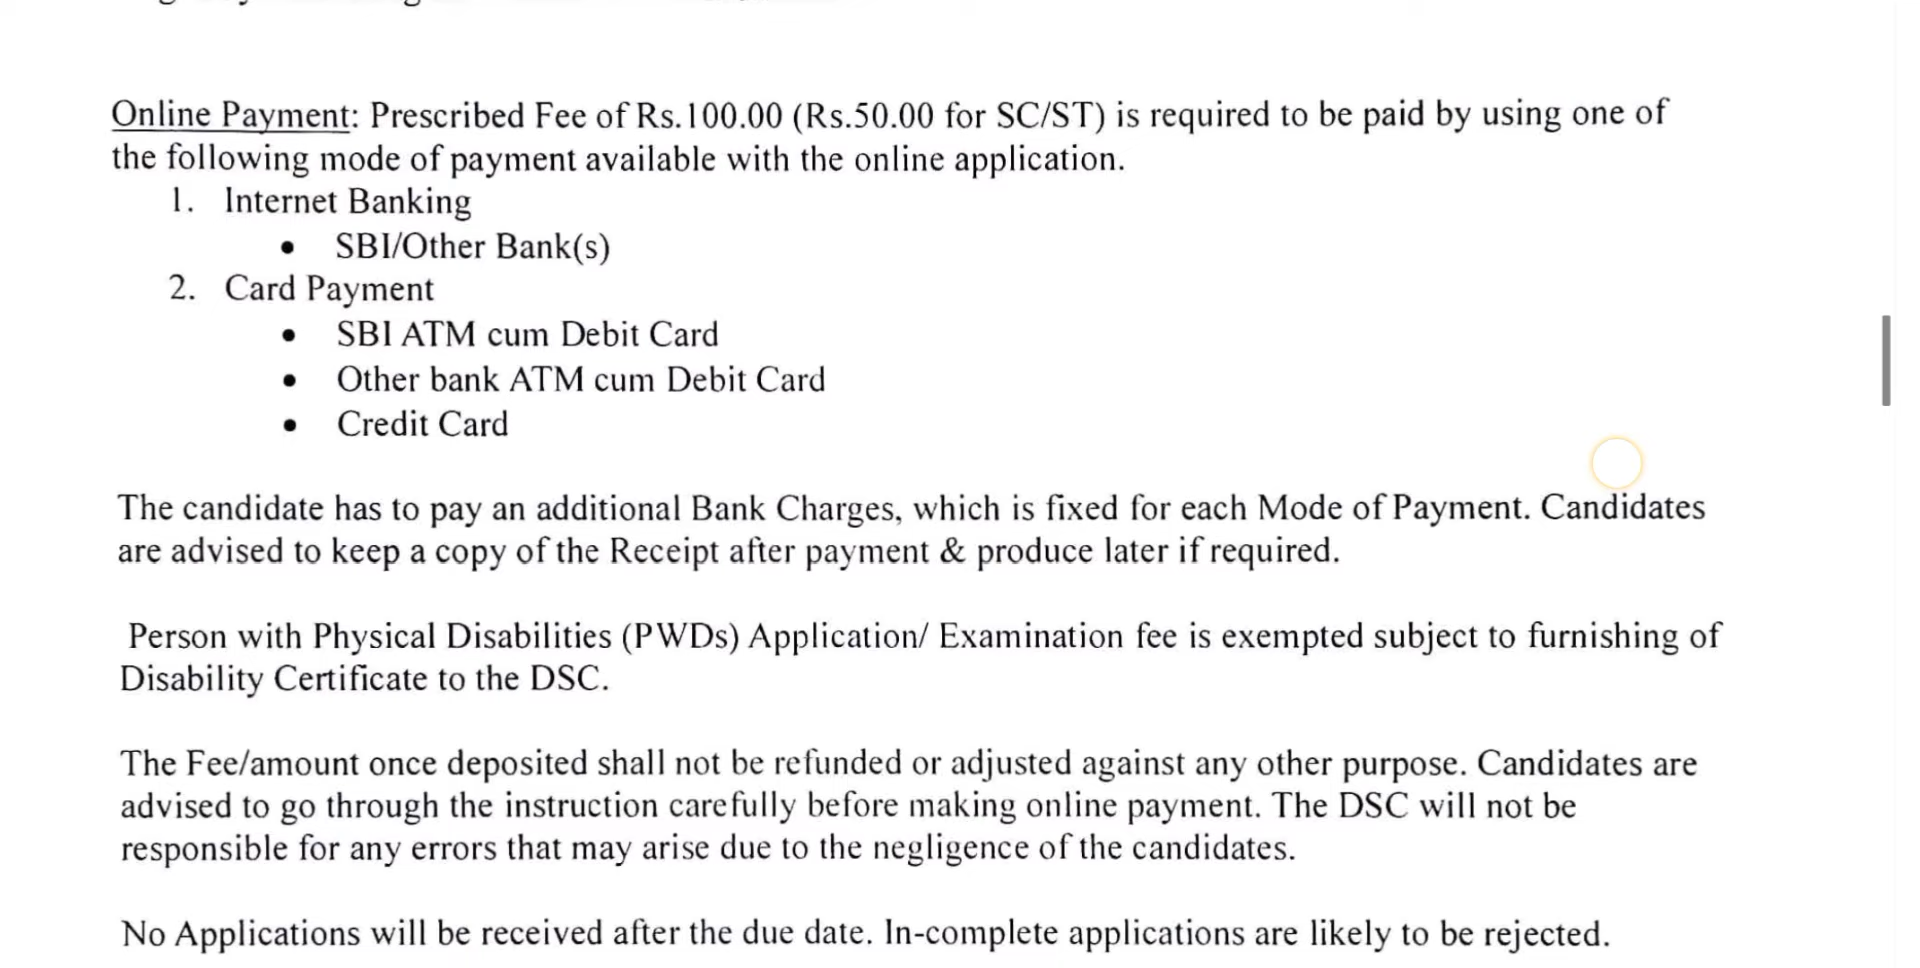 Online Payment: Prescribed Fee of Rs.100.00 (Rs.50.00 for SC/ST) is required to be paid by using one of
the following mode of payment available with the online application.
1. Internet Banking
• SBI/Other Bank(s)
2. Card Payment
• SBI ATM cum Debit Card
• Other bank ATM cum Debit Card
• Credit Card
The candidate has to pay an additional Bank Charges, which is fixed for each Mode of Payment. Candidates
are advised to keep a copy of the Receipt after payment & produce later if required.
Person with Physical Disabilities (PWDs) Application/ Examination fee is exempted subject to furnishing of
Disability Certificate to the DSC.
The Fee/amount once deposited shall not be refunded or adjusted against any other purpose. Candidates are
advised to go through the instruction carefully before making online payment. The DSC will not be
responsible for any errors that may arise due to the negligence of the candidates.
No Applications will be received after the due date. In-complete applications are likely to be rejected.